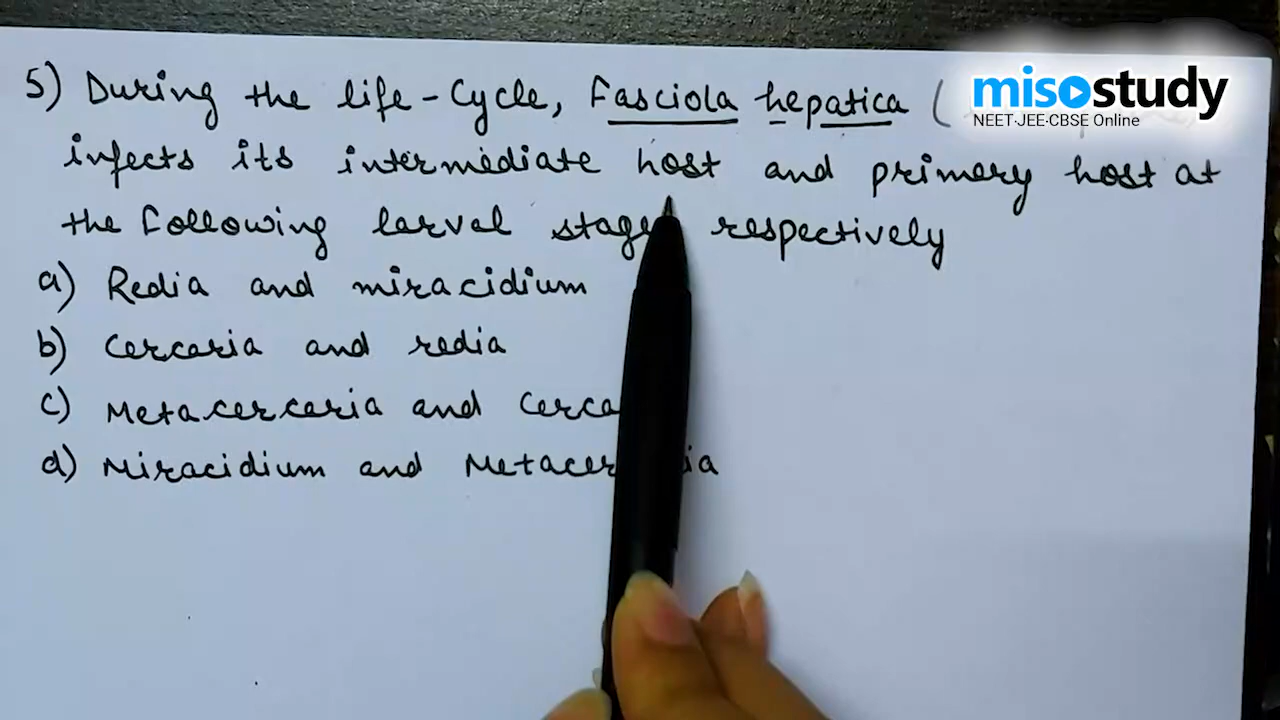 5) During the life-Cycle, Fasciola hepatica (
infects its intermediate host and primary host at
the following larval stage respectively
a) Redia and miracidium
b) Cercaria and redia
c) Metacercaria and
d) Miracidium and
misostudy
NEET-JEE-CBSE Online